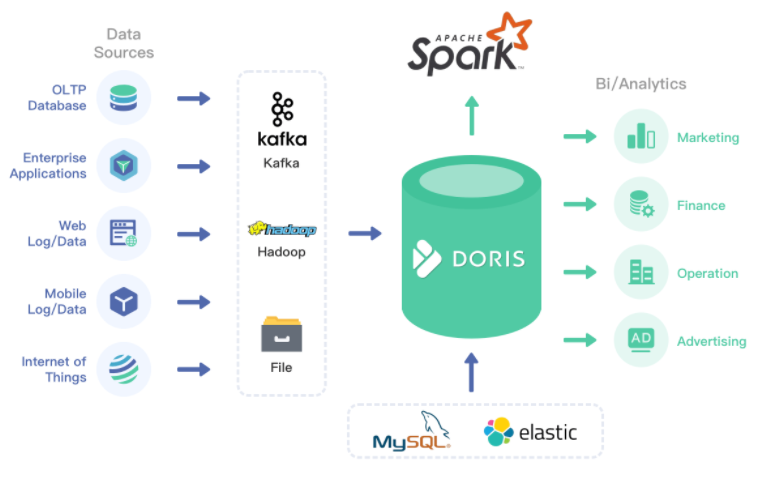 Data
Sources
OLTP
Database
Enterprise
Applications
Web
Log/Data
Mobile
Log/Data
Internet of
Things
kafka
Kafka
hadoop
Hadoop
File
APACHE
Spark™
DORIS
MySQL®
elastic
Bi/Analytics
Marketing
Finance
Operation
AD
Advertising